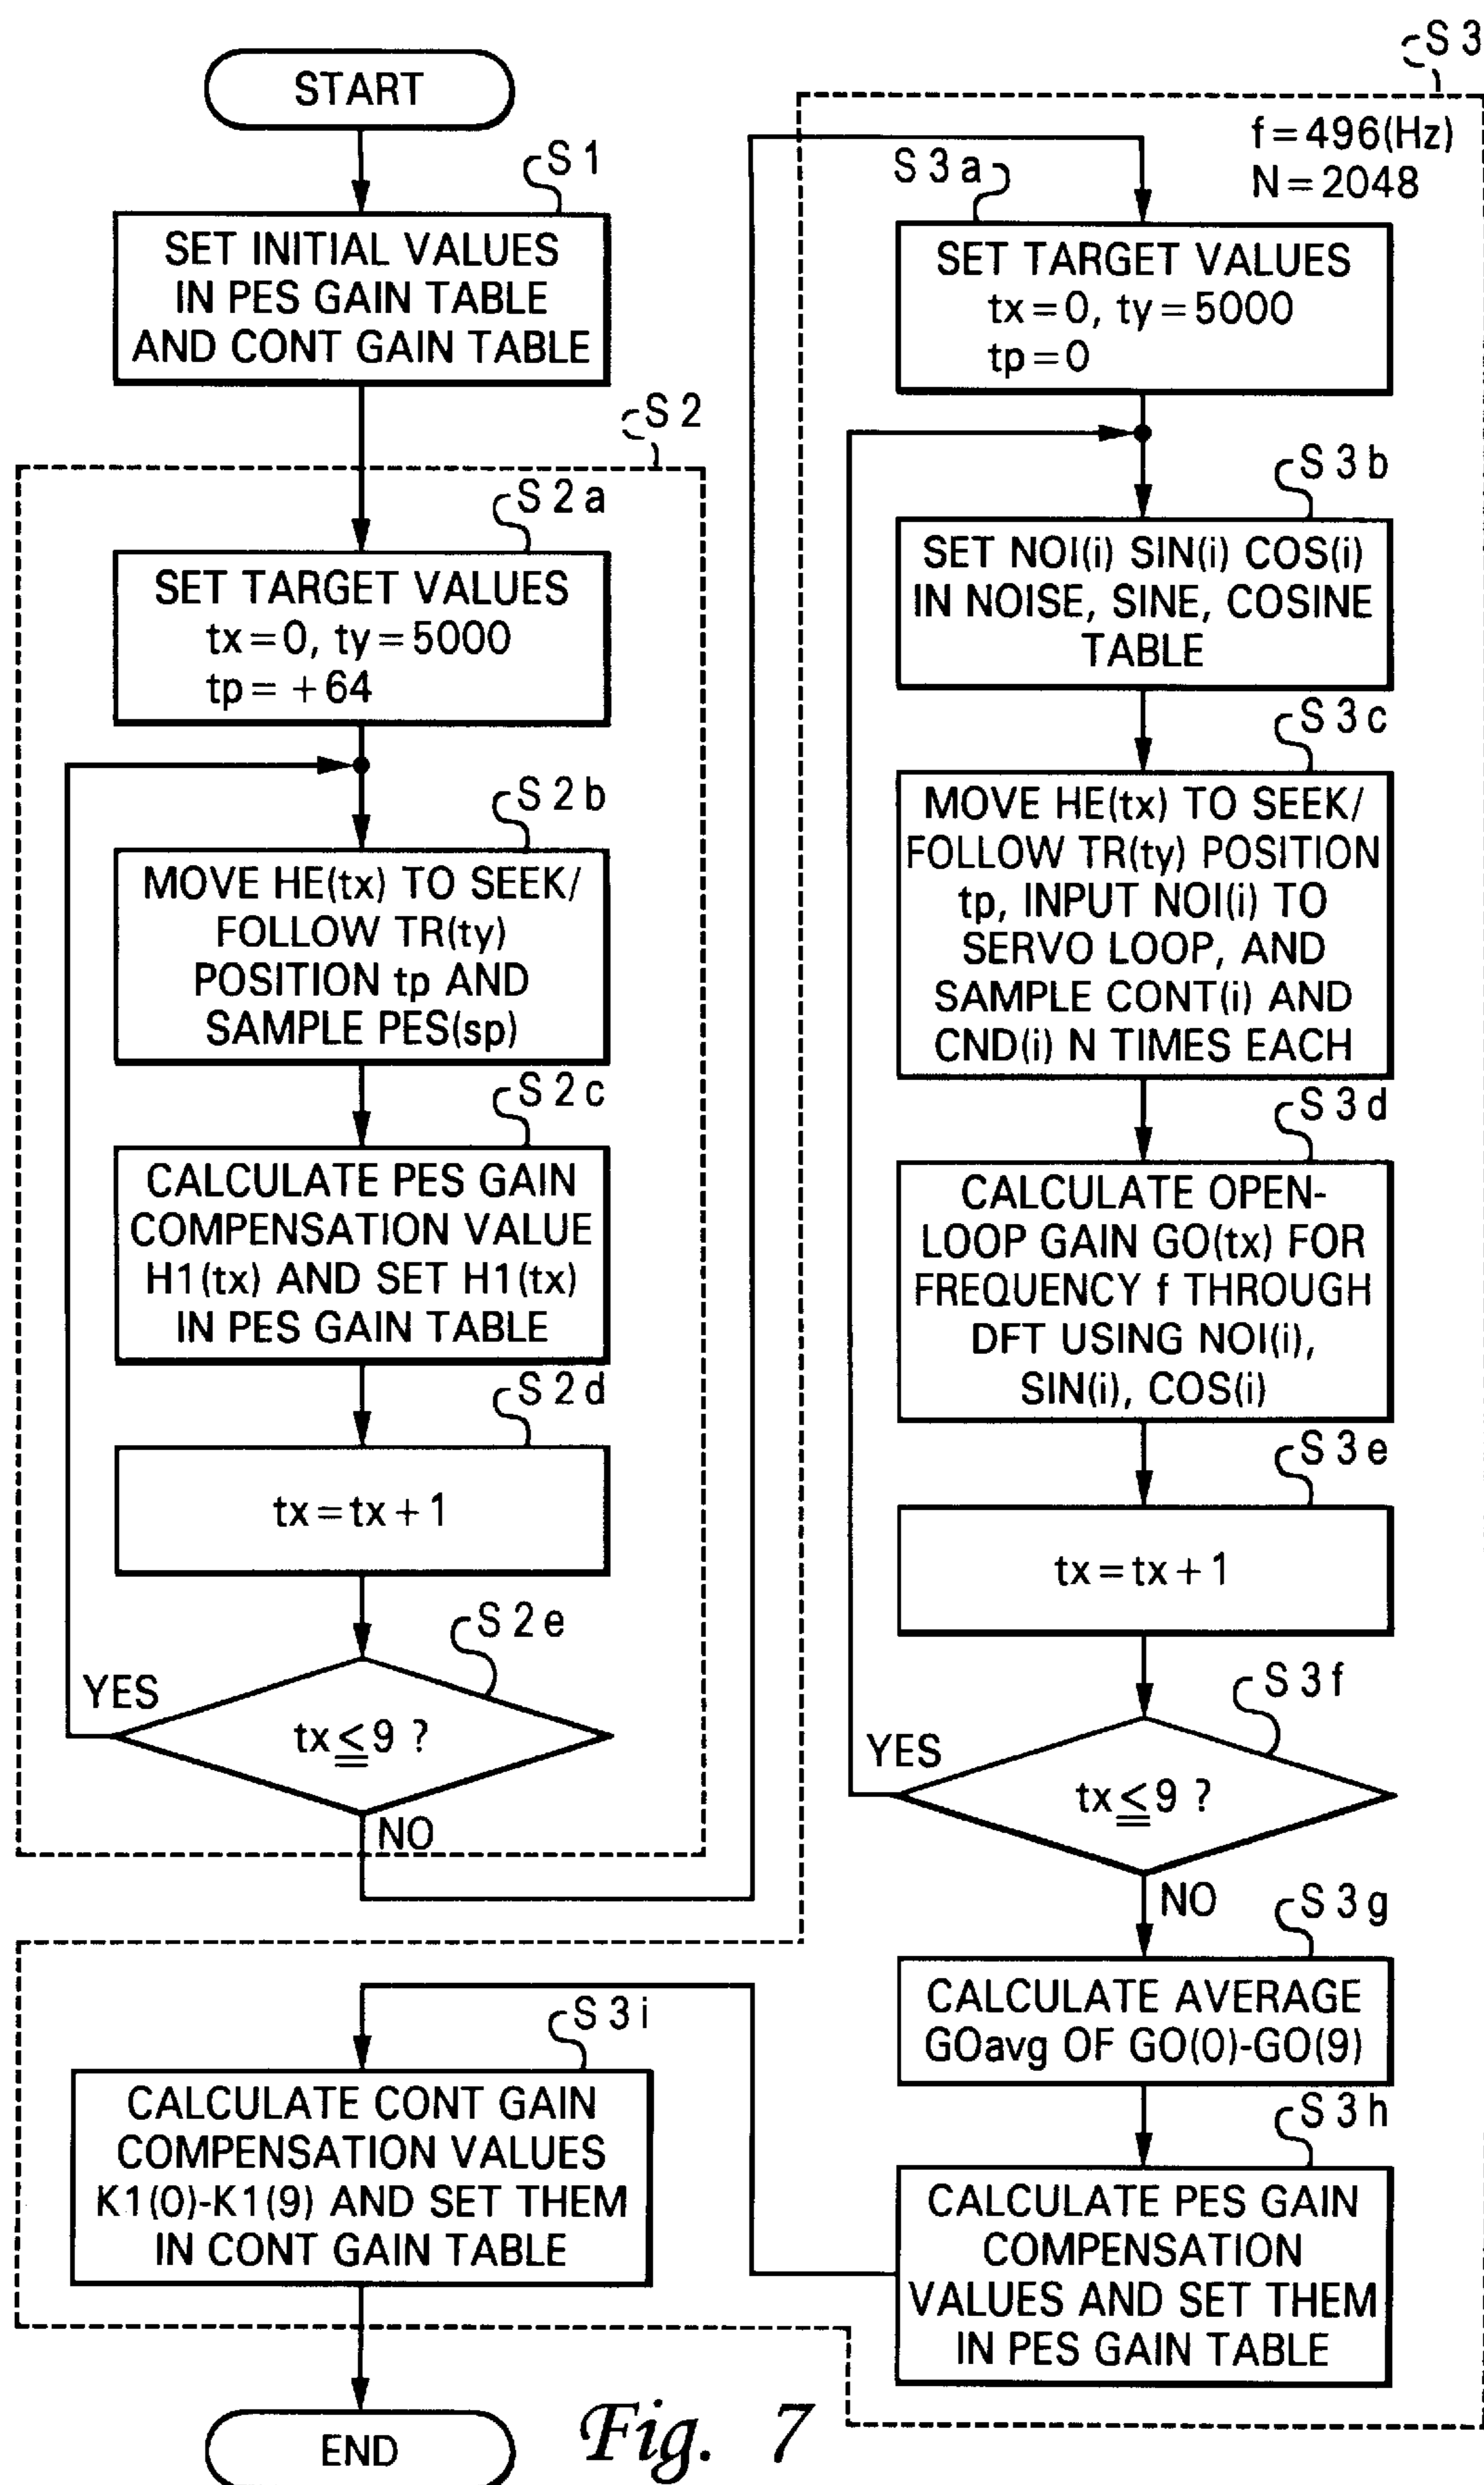 START
S1
SET INITIAL VALUES
IN PES GAIN TABLE
AND CONT GAIN TABLE
S2
S2a
SET TARGET VALUES
tx=0, ty=5000
tp=+64
S2b
MOVE HE(tx) TO SEEK/
FOLLOW TR(ty)
POSITION tp AND
SAMPLE PES(sp)
S2c
CALCULATE PES GAIN
COMPENSATION VALUE
H1(tx) AND SET H1(tx)
IN PES GAIN TABLE
S2d
tx=tx+1
S2e
YES
tx≦9 ?
NO
S3
f=496(Hz)
N=2048
S3a
SET TARGET VALUES
tx=0, ty=5000
tp=0
S3b
SET NOI(i) SIN(i) COS(i)
IN NOISE, SINE, COSINE
TABLE
S3c
MOVE HE(tx) TO SEEK/
FOLLOW TR(ty) POSITION
tp, INPUT NOI(i) TO
SERVO LOOP, AND
SAMPLE CONT(i) AND
CND(i) N TIMES EACH
S3d
CALCULATE OPEN-
LOOP GAIN GO(tx) FOR
FREQUENCY f THROUGH
DFT USING NOI(i),
SIN(i), COS(i)
S3e
tx=tx+1
S3f
YES
tx≦9 ?
NO
S3g
CALCULATE AVERAGE
GOavg OF GO(0)-GO(9)
S3h
CALCULATE PES GAIN
COMPENSATION
VALUES AND SET THEM
IN PES GAIN TABLE
S3i
CALCULATE CONT GAIN
COMPENSATION VALUES
K1(0)-K1(9) AND SET THEM
IN CONT GAIN TABLE
END
Fig. 7